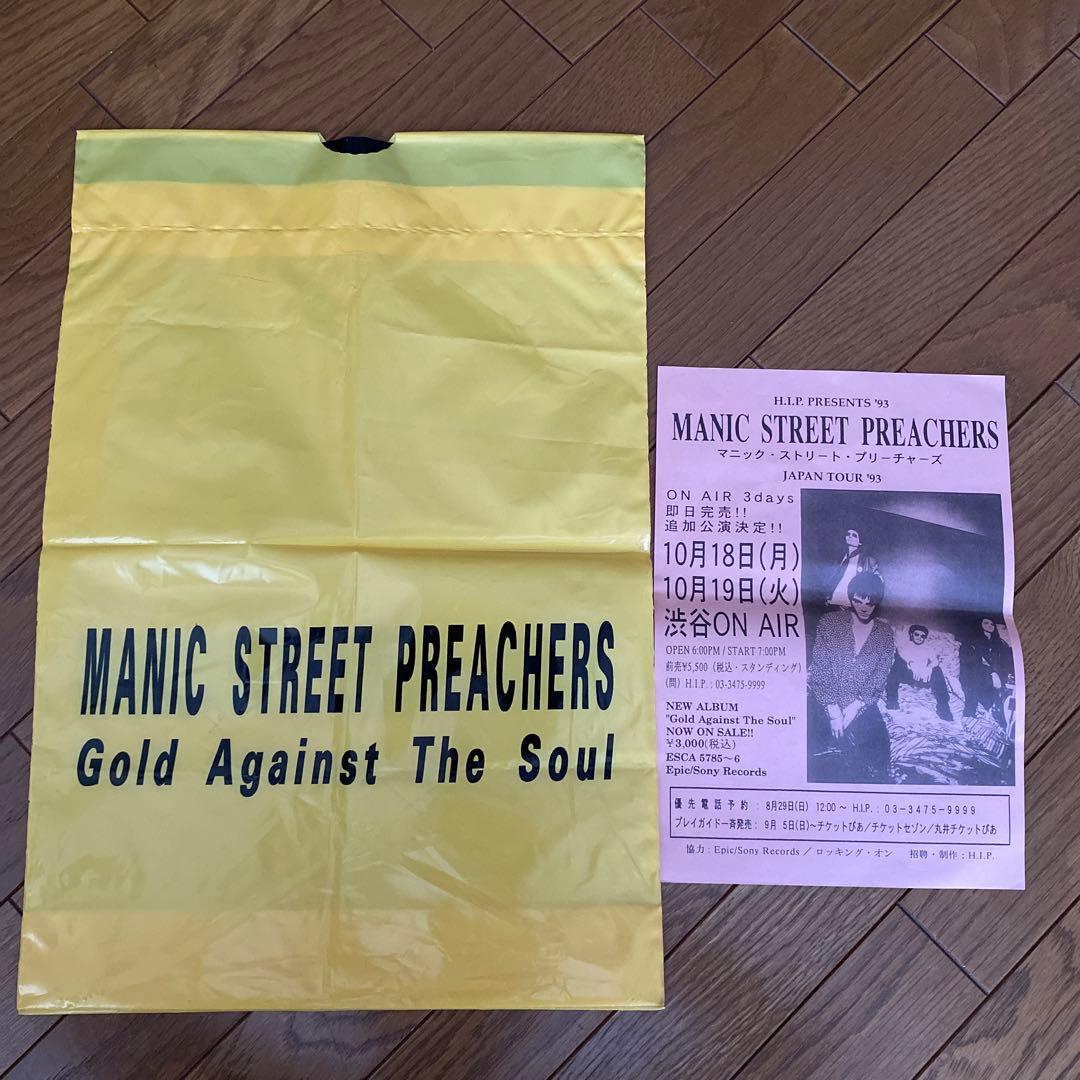 MANIC STREET PREACHERS
Gold Against The Soul
H.I.P. PRESENTS '93
MANIC STREET PREACHERS
マニック・ストリート・プリーチャーズ
JAPAN TOUR '93
ON AIR 3days
即日完売!!
追加公演決定!!
10月18日(月)
10月19日(火)
渋谷ON AIR
OPEN 6:00PM / START 7:00PM
前売¥5,500（税込・スタンディング）
(問) H.I.P. : 03-3475-9999
NEW ALBUM
"Gold Against The Soul"
NOW ON SALE!!
¥3,000(税込)
ESCA 5785～6
Epic/Sony Records
優先電話予約: 8月29日(日) 12:00～ H.I.P. : 03-3475-9999
プレイガイド一斉発売: 9月5日(日)～チケットぴあ／チケットセゾン／丸井チケットぴあ
協力: Epic/Sony Records ／ ロッキング・オン 招聘・制作: H.I.P.